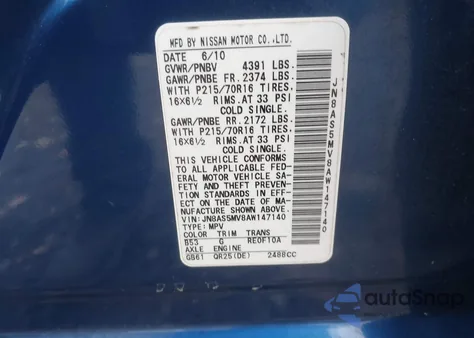 MFD BY NISSAN MOTOR CO.,LTD.
DATE 6/10
GVWR/PNBV 4391 LBS.
GAWR/PNBE FR. 2374 LBS.
WITH P215/70R16 TIRES,
16X6½ RIMS.AT 33 PSI
COLD SINGLE.
GAWR/PNBE RR. 2172 LBS.
WITH P215/70R16 TIRES,
16X6½ RIMS.AT 33 PSI
COLD SINGLE.
THIS VEHICLE CONFORMS
TO ALL APPLICABLE FED-
ERAL MOTOR VEHICLE SA-
FETY AND THEFT PREVEN-
TION STANDARDS IN EF-
FECT ON THE DATE OF MA-
NUFACTURE SHOWN ABOVE.
VIN:JN8AS5MV8AW147140
TYPE: MPV
COLOR TRIM TRANS
B53 G RE0F10A
AXLE ENGINE
GB61 QR25(DE) 2488CC
JN8AS5MV8AW147140
autoSnap